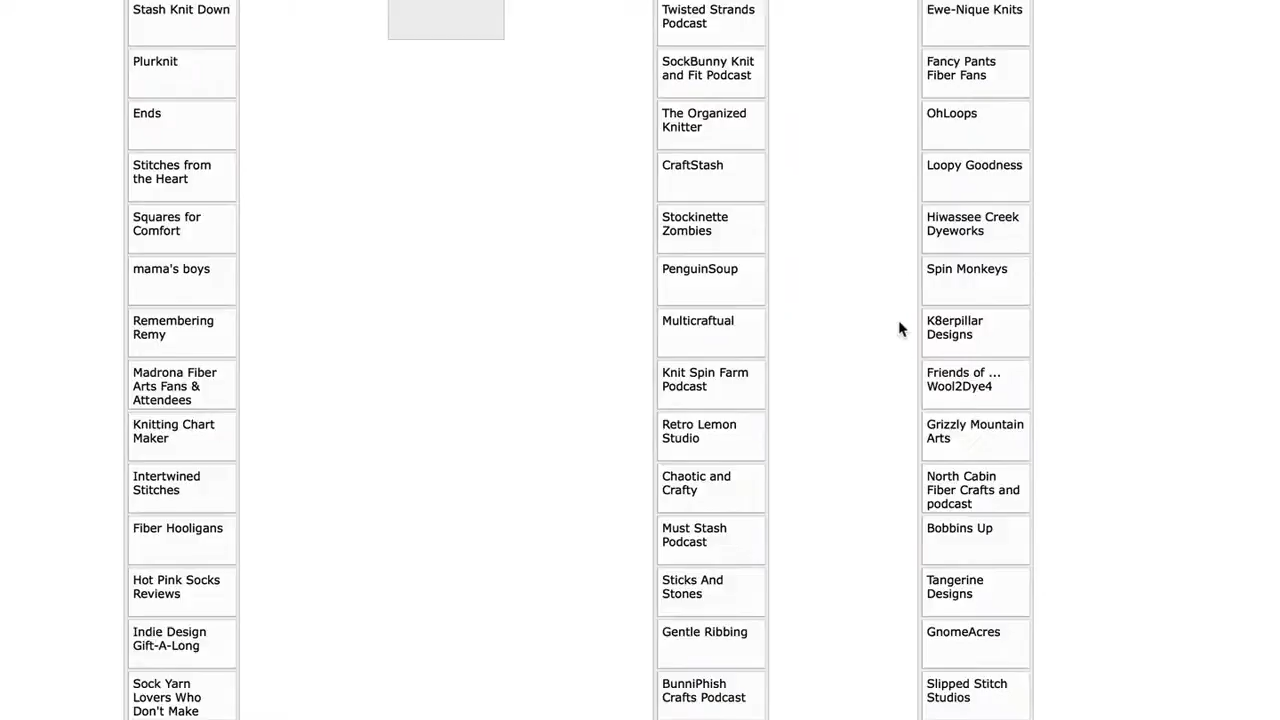 Stash Knit Down
Plurknit
Ends
Stitches from
the Heart
Squares for
Comfort
mama's boys
Remembering
Remy
Madrona Fiber
Arts Fans &
Attendees
Knitting Chart
Maker
Intertwined
Stitches
Fiber Hooligans
Hot Pink Socks
Reviews
Indie Design
Gift-A-Long
Sock Yarn
Lovers Who
Don't Make
Twisted Strands
Podcast
SockBunny Knit
and Fit Podcast
The Organized
Knitter
CraftStash
Stockinette
Zombies
PenguinSoup
Multicraftual
Knit Spin Farm
Podcast
Retro Lemon
Studio
Chaotic and
Crafty
Must Stash
Podcast
Sticks And
Stones
Gentle Ribbing
BunniPhish
Crafts Podcast
Ewe-Nique Knits
Fancy Pants
Fiber Fans
OhLoops
Loopy Goodness
Hiwassee Creek
Dyeworks
Spin Monkeys
K8erpillar
Designs
Friends of ...
Wool2Dye4
Grizzly Mountain
Arts
North Cabin
Fiber Crafts and
podcast
Bobbins Up
Tangerine
Designs
GnomeAcres
Slipped Stitch
Studios